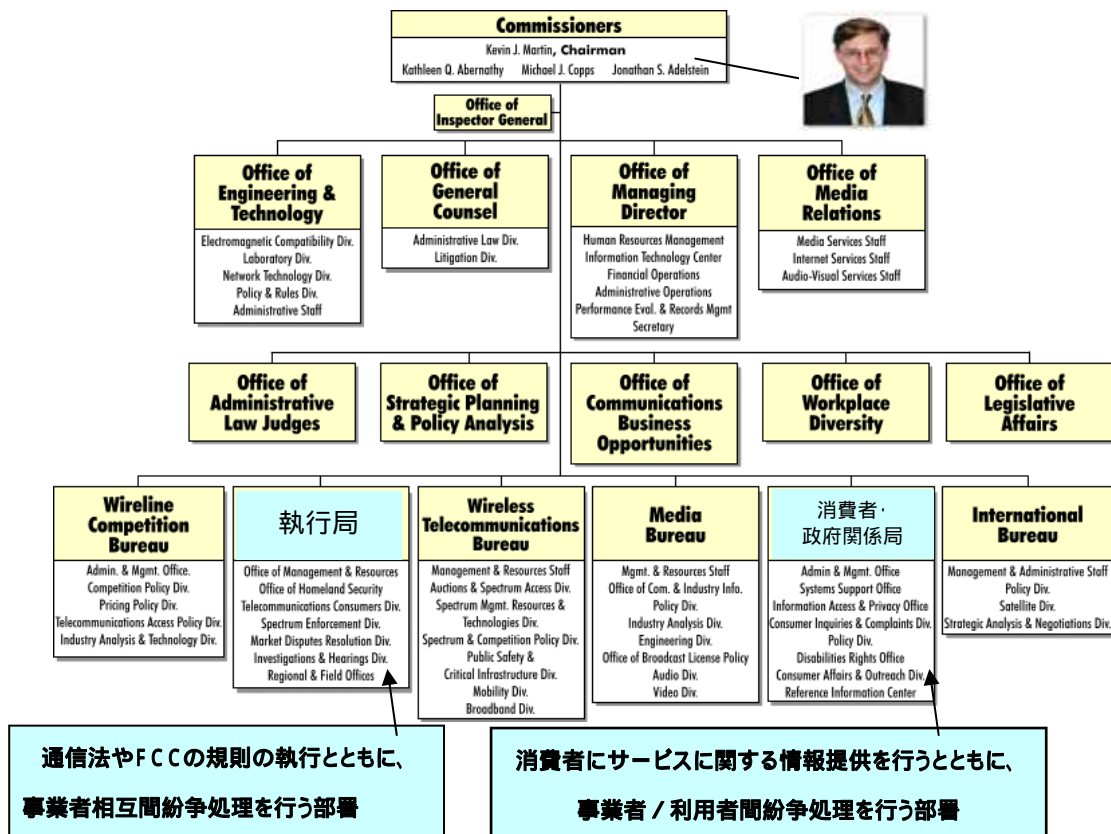 Commissioners
Kevin J. Martin, Chairman
Kathleen Q. Abernathy Michael J. Copps Jonathan S. Adelstein
Office of
Inspector General
Office of
Engineering &
Technology
Electromagnetic Compatibility Div.
Laboratory Div.
Network Technology Div.
Policy & Rules Div.
Administrative Staff
Office of
General
Counsel
Administrative Law Div.
Litigation Div.
Office of
Managing
Director
Human Resources Management
Information Technology Center
Financial Operations
Administrative Operations
Performance Eval. & Records Mgmt
Secretary
Office of
Media
Relations
Media Services Staff
Internet Services Staff
Audio-Visual Services Staff
Office of
Administrative
Law Judges
Office of
Strategic Planning
& Policy Analysis
Office of
Communications
Business
Opportunities
Office of
Workplace
Diversity
Office of
Legislative
Affairs
Wireline
Competition
Bureau
Admin. & Mgmt. Office.
Competition Policy Div.
Pricing Policy Div.
Telecommunications Access Policy Div.
Industry Analysis & Technology Div.
執行局
Office of Management & Resources
Office of Homeland Security
Telecommunications Consumers Div.
Spectrum Enforcement Div.
Market Disputes Resolution Div.
Investigations & Hearings Div.
Regional & Field Offices
Wireless
Telecommunications
Bureau
Management & Resources Staff
Auctions & Spectrum Access Div.
Spectrum Mgmt. Resources &
Technologies Div.
Spectrum & Competition Policy Div.
Public Safety &
Critical Infrastructure Div.
Mobility Div.
Broadband Div.
Media
Bureau
Mgmt. & Resources Staff
Office of Com. & Industry Info.
Policy Div.
Industry Analysis Div.
Engineering Div.
Office of Broadcast License Policy
Audio Div.
Video Div.
消費者・
政府関係局
Admin & Mgmt. Office
Systems Support Office
Information Access & Privacy Office
Consumer Inquiries & Complaints Div.
Policy Div.
Disabilities Rights Office
Consumer Affairs & Outreach Div.
Reference Information Center
International
Bureau
Management & Administrative Staff
Policy Div.
Satellite Div.
Strategic Analysis & Negotiations Div.
通信法やFCCの規則の執行とともに、
事業者相互間紛争処理を行う部署
消費者にサービスに関する情報提供を行うとともに、
事業者/利用者間紛争処理を行う部署